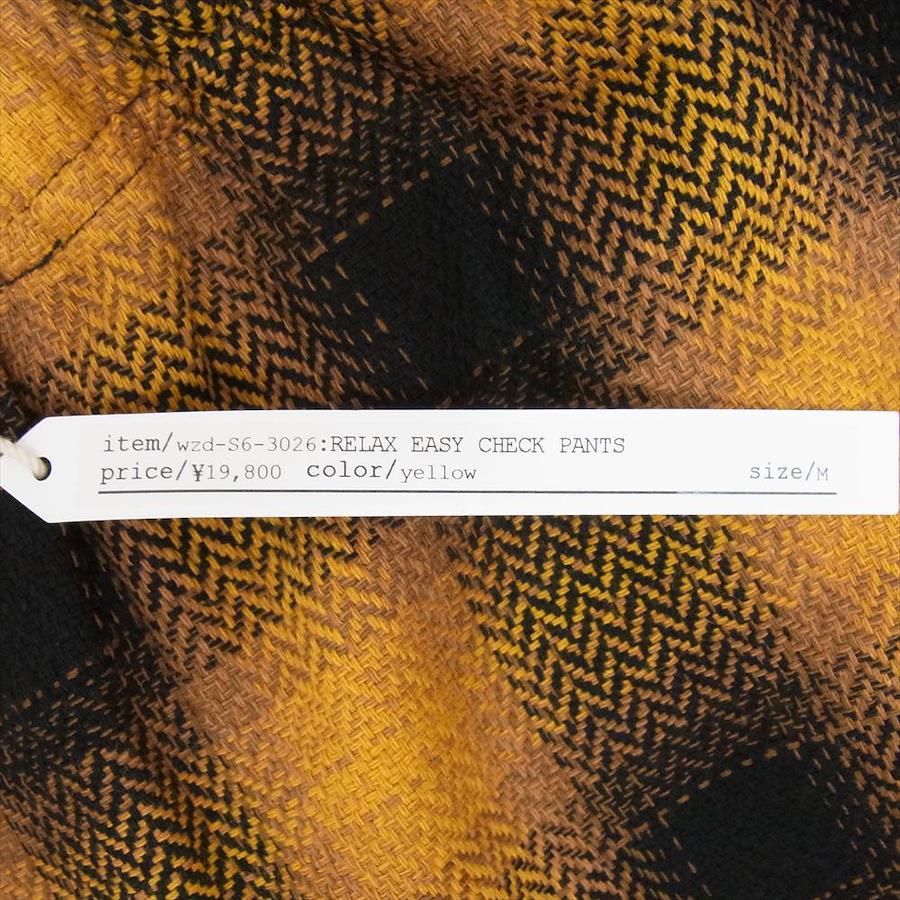 item/wzd-S6-3026:RELAX EASY CHECK PANTS
price/¥19,800 color/yellow size/M